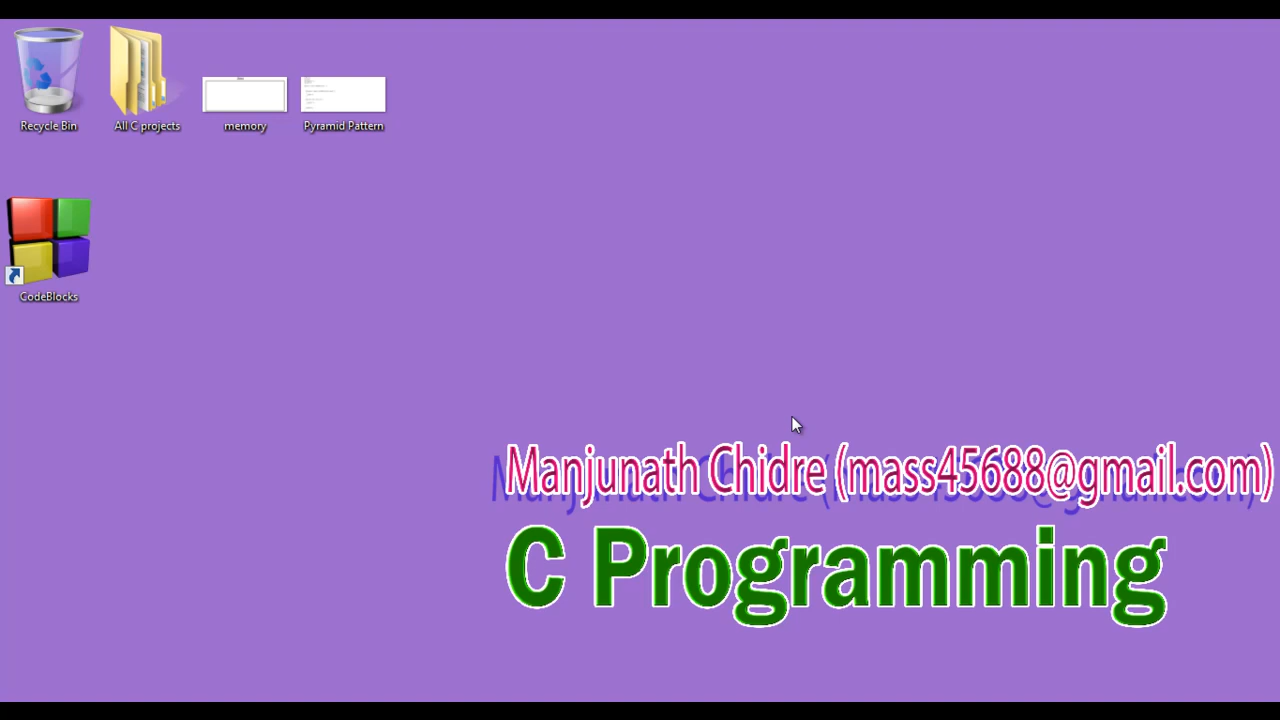 Recycle Bin
All C projects
memory
Pyramid Pattern
CodeBlocks
Manjunath Chidre (mass45688@gmail.com)
C Programming